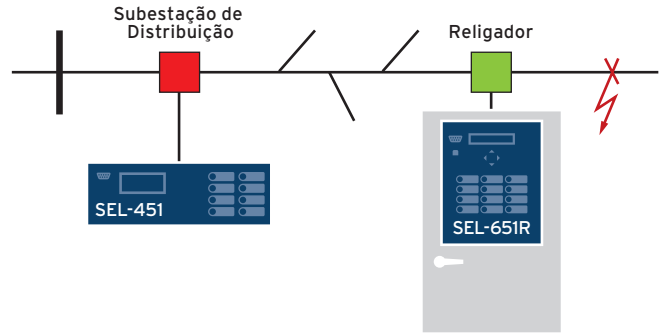 Subestação de
Distribuição
Religador
SEL-451
SEL-651R